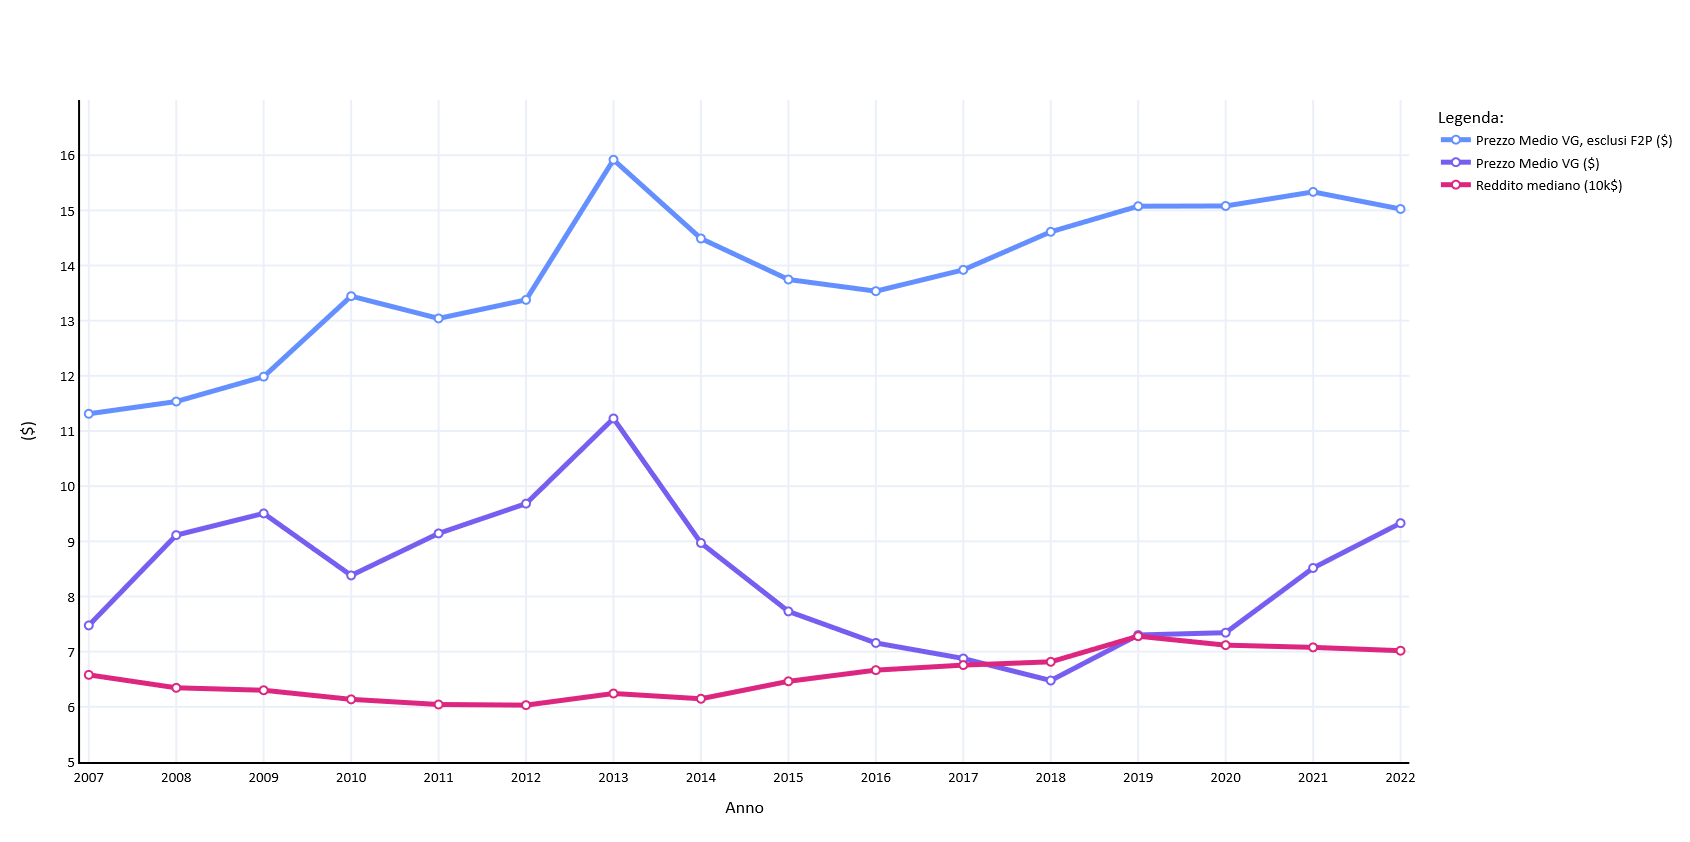 Legenda:
Prezzo Medio VG, esclusi F2P ($)
Prezzo Medio VG ($)
Reddito mediano (10k$)
16
15
14
13
12
11
10
9
8
7
6
5
($)
2007 2008 2009 2010 2011 2012 2013 2014 2015 2016 2017 2018 2019 2020 2021 2022
Anno